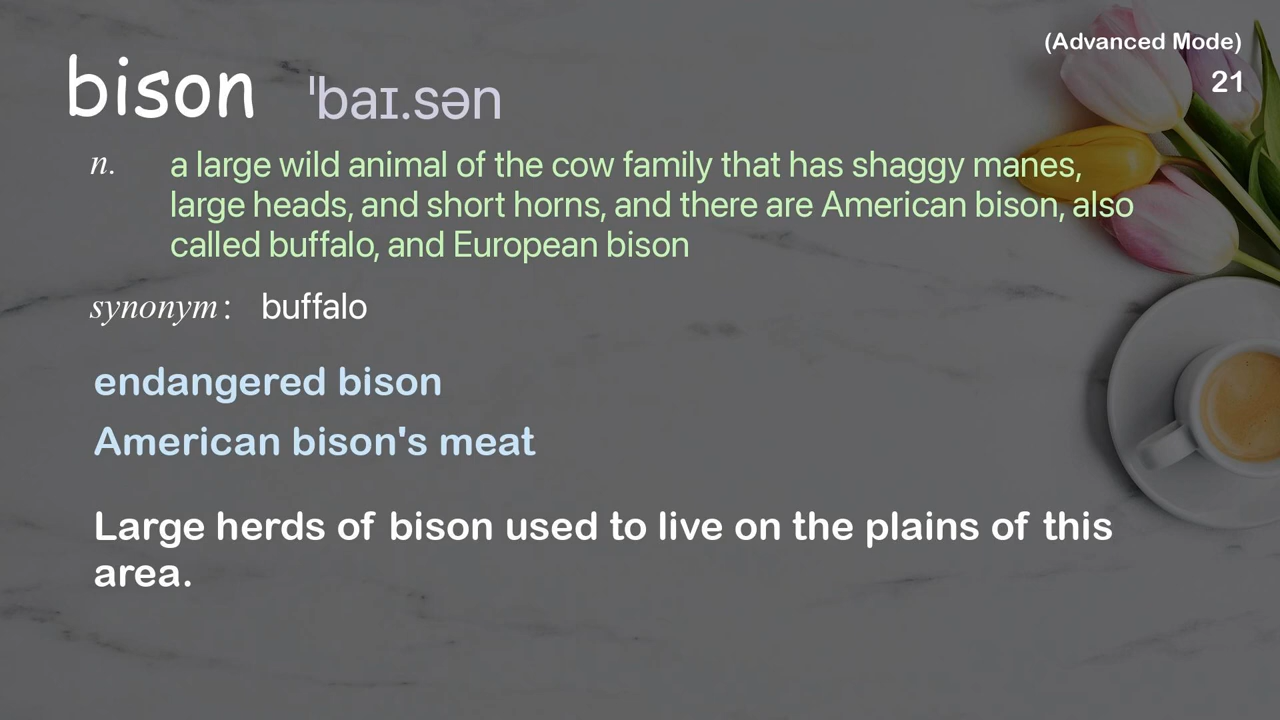 (Advanced Mode)
21
bison ˈbaɪ.sən
n. a large wild animal of the cow family that has shaggy manes,
large heads, and short horns, and there are American bison, also
called buffalo, and European bison
synonym: buffalo
endangered bison
American bison's meat
Large herds of bison used to live on the plains of this
area.